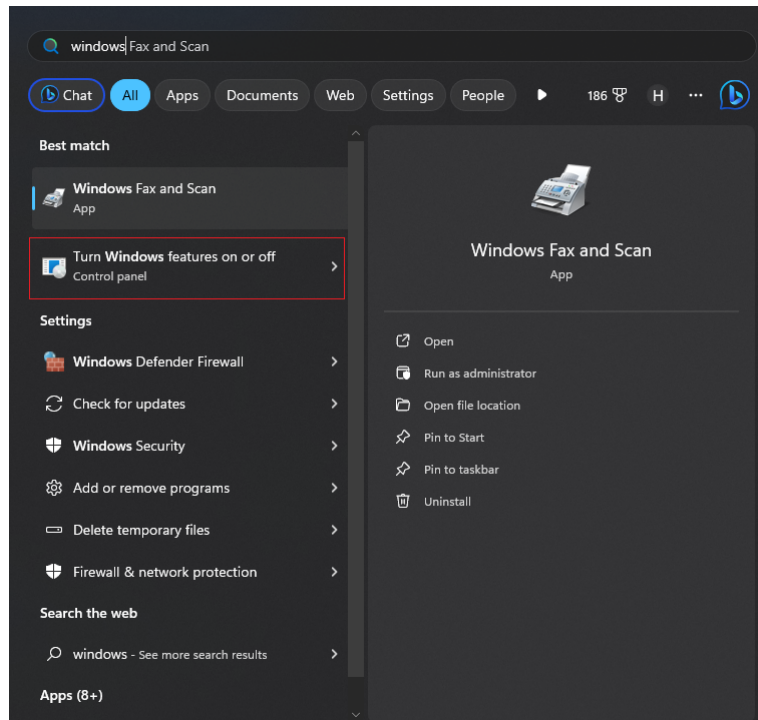 windows Fax and Scan
Chat All Apps Documents Web Settings People 186 H ...
Best match
Windows Fax and Scan
App
Turn Windows features on or off
Control panel
Settings
Windows Defender Firewall
Check for updates
Windows Security
Add or remove programs
Delete temporary files
Firewall & network protection
Search the web
windows - See more search results
Apps (8+)
Windows Fax and Scan
App
Open
Run as administrator
Open file location
Pin to Start
Pin to taskbar
Uninstall